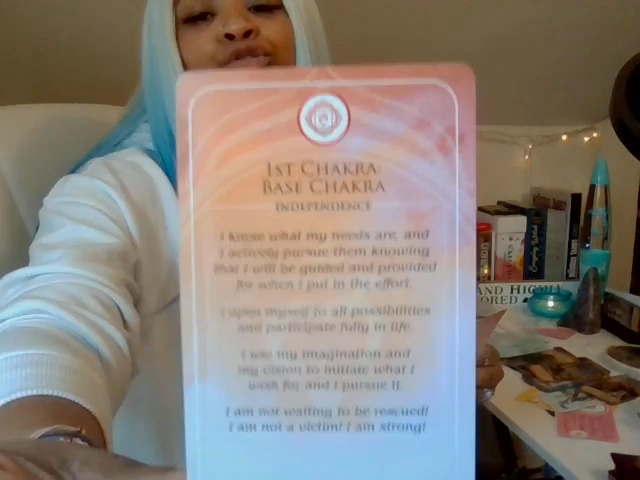 1ST CHAKRA
BASE CHAKRA
INDEPENDENCE
I know what my needs are, and
I actively pursue them knowing
that I will be guided and provided
for when I put in the effort.
I open myself to all possibilities
and participate fully in life.
I use my imagination and
my vision to initiate what I
wish for and I pursue it.
I am not waiting to be rescued!
I am not a victim! I am strong!
AND HIGHLY
ORED